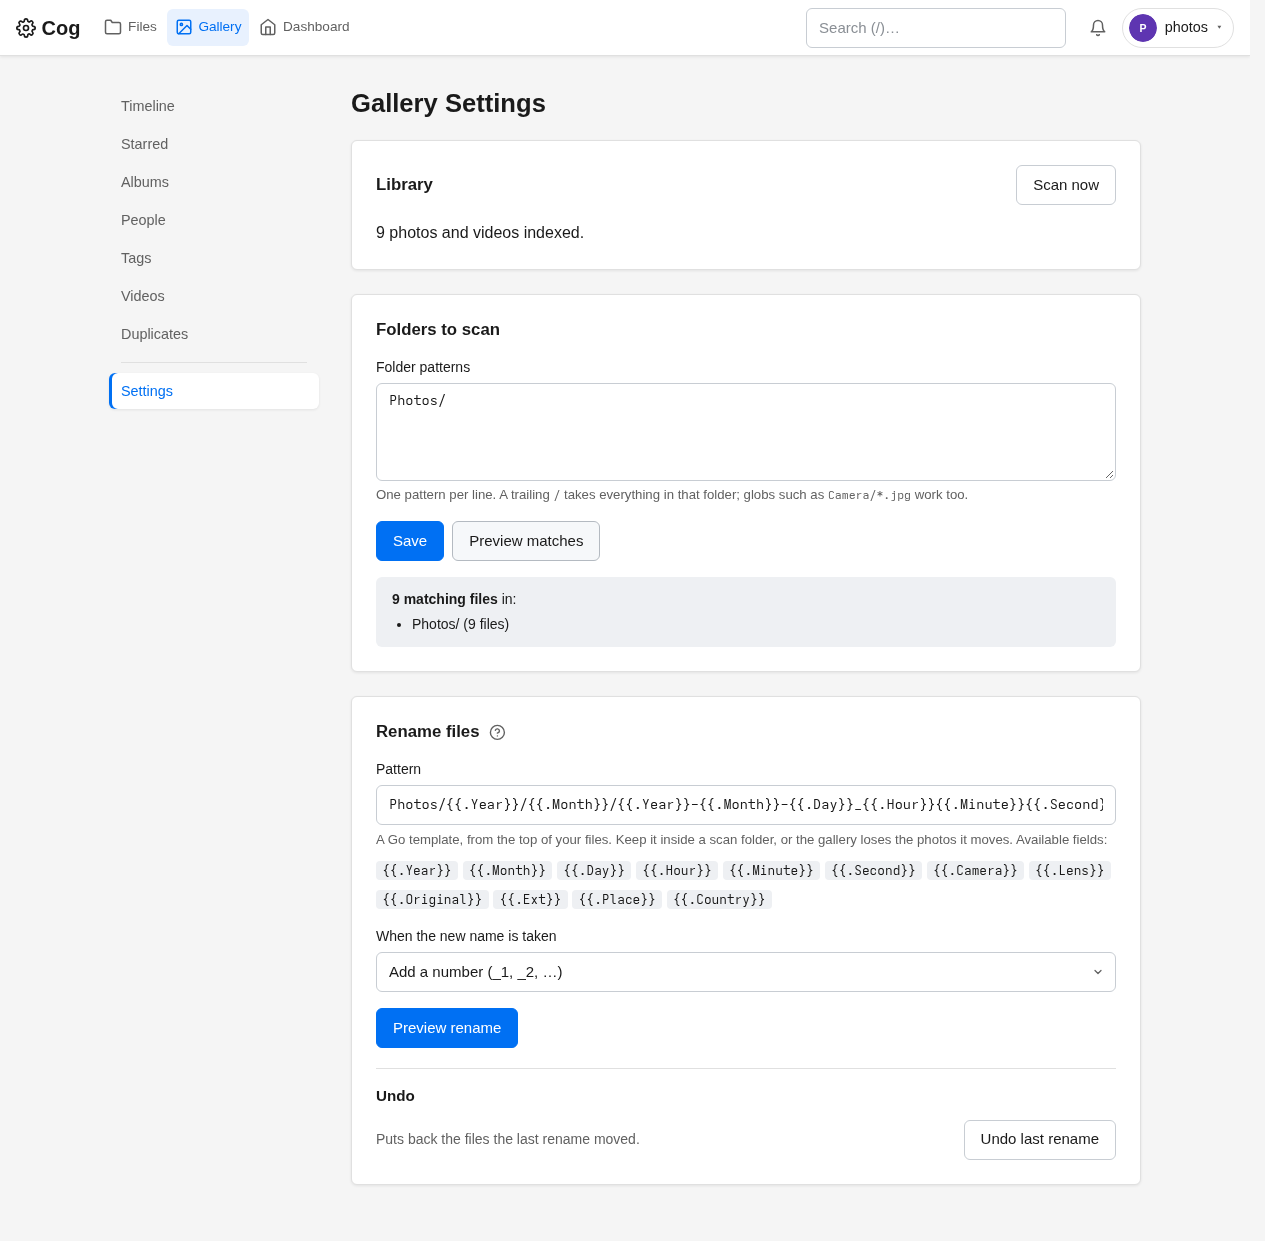 Cog
Files
Gallery
Dashboard
Search (/)…
P
photos
Timeline
Starred
Albums
People
Tags
Videos
Duplicates
Settings
Gallery Settings
Library
Scan now
9 photos and videos indexed.
Folders to scan
Folder patterns
Photos/
One pattern per line. A trailing / takes everything in that folder; globs such as Camera/*.jpg work too.
Save
Preview matches
9 matching files in:
• Photos/ (9 files)
Rename files
Pattern
Photos/{{.Year}}/{{.Month}}/{{.Year}}-{{.Month}}-{{.Day}}_{{.Hour}}{{.Minute}}{{.Second}
A Go template, from the top of your files. Keep it inside a scan folder, or the gallery loses the photos it moves. Available fields:
{{.Year}} {{.Month}} {{.Day}} {{.Hour}} {{.Minute}} {{.Second}} {{.Camera}} {{.Lens}}
{{.Original}} {{.Ext}} {{.Place}} {{.Country}}
When the new name is taken
Add a number (_1, _2, …)
Preview rename
Undo
Puts back the files the last rename moved.
Undo last rename